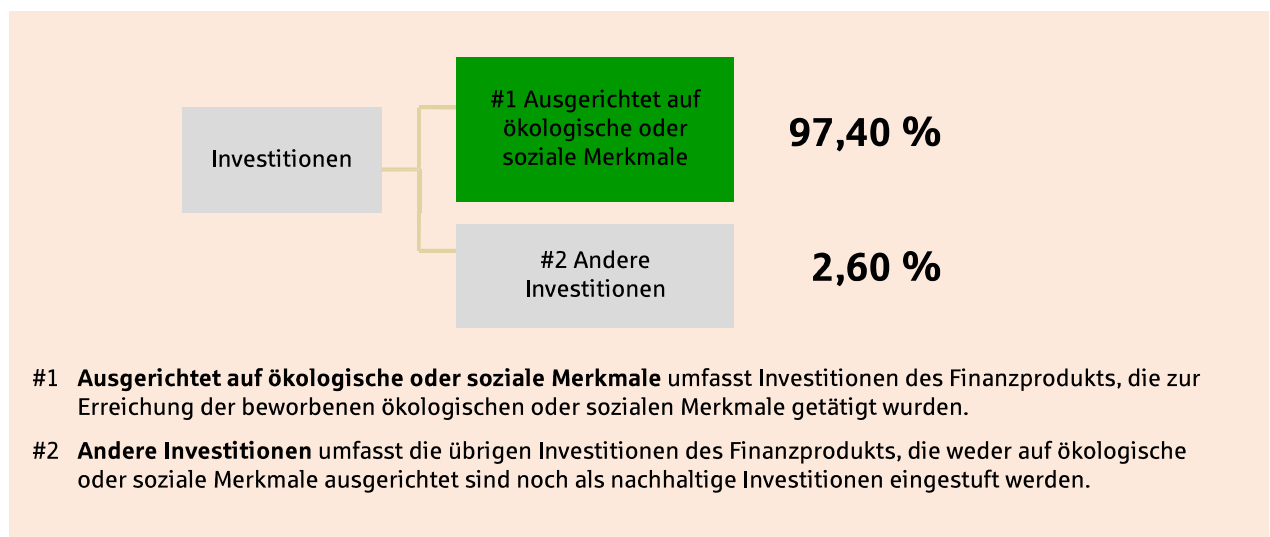 Investitionen
#1 Ausgerichtet auf
ökologische oder
soziale Merkmale
97,40 %
#2 Andere
Investitionen
2,60 %
#1 Ausgerichtet auf ökologische oder soziale Merkmale umfasst Investitionen des Finanzprodukts, die zur
Erreichung der beworbenen ökologischen oder sozialen Merkmale getätigt wurden.
#2 Andere Investitionen umfasst die übrigen Investitionen des Finanzprodukts, die weder auf ökologische
oder soziale Merkmale ausgerichtet sind noch als nachhaltige Investitionen eingestuft werden.